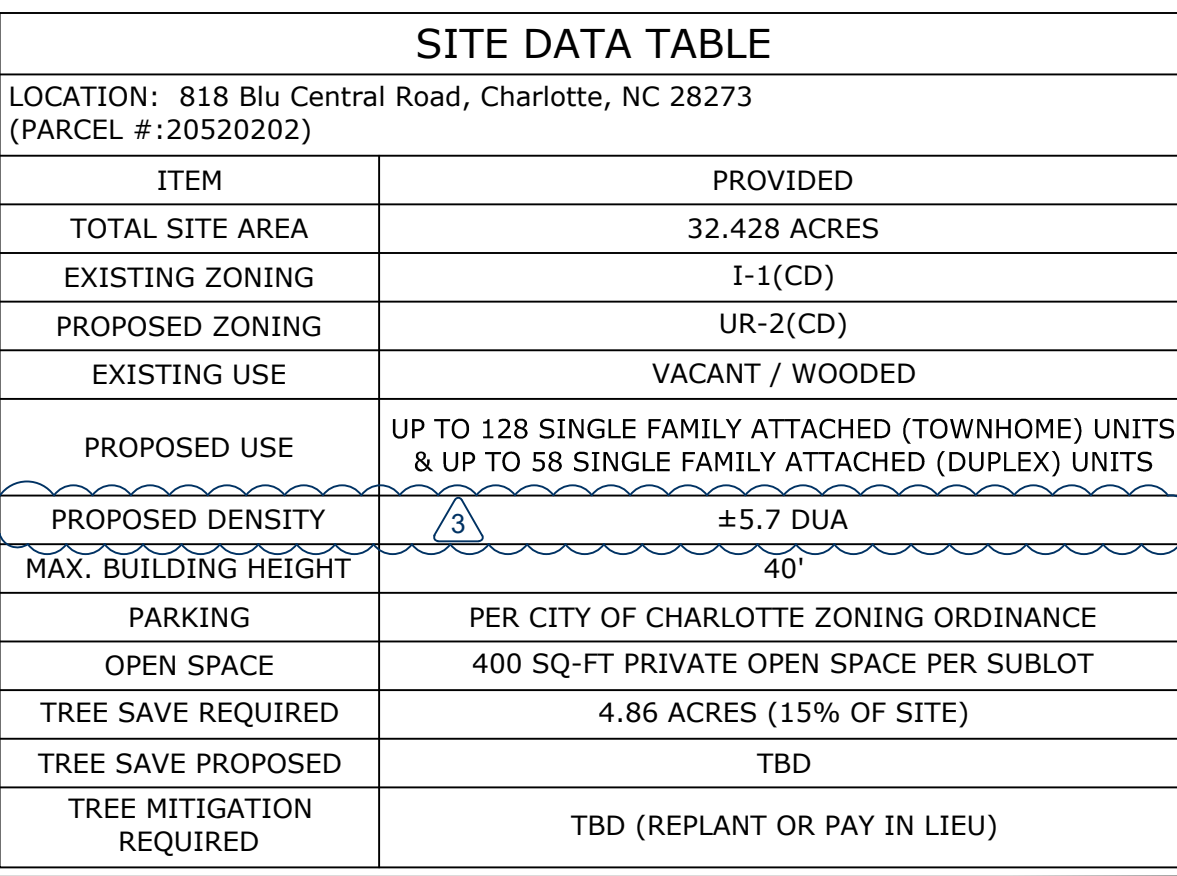 SITE DATA TABLE
LOCATION: 818 Blu Central Road, Charlotte, NC 28273
(PARCEL #:20520202)
ITEM PROVIDED
TOTAL SITE AREA 32.428 ACRES
EXISTING ZONING I-1(CD)
PROPOSED ZONING UR-2(CD)
EXISTING USE VACANT / WOODED
PROPOSED USE UP TO 128 SINGLE FAMILY ATTACHED (TOWNHOME) UNITS
& UP TO 58 SINGLE FAMILY ATTACHED (DUPLEX) UNITS
PROPOSED DENSITY 3 ±5.7 DUA
MAX. BUILDING HEIGHT 40'
PARKING PER CITY OF CHARLOTTE ZONING ORDINANCE
OPEN SPACE 400 SQ-FT PRIVATE OPEN SPACE PER SUBLOT
TREE SAVE REQUIRED 4.86 ACRES (15% OF SITE)
TREE SAVE PROPOSED TBD
TREE MITIGATION
REQUIRED TBD (REPLANT OR PAY IN LIEU)